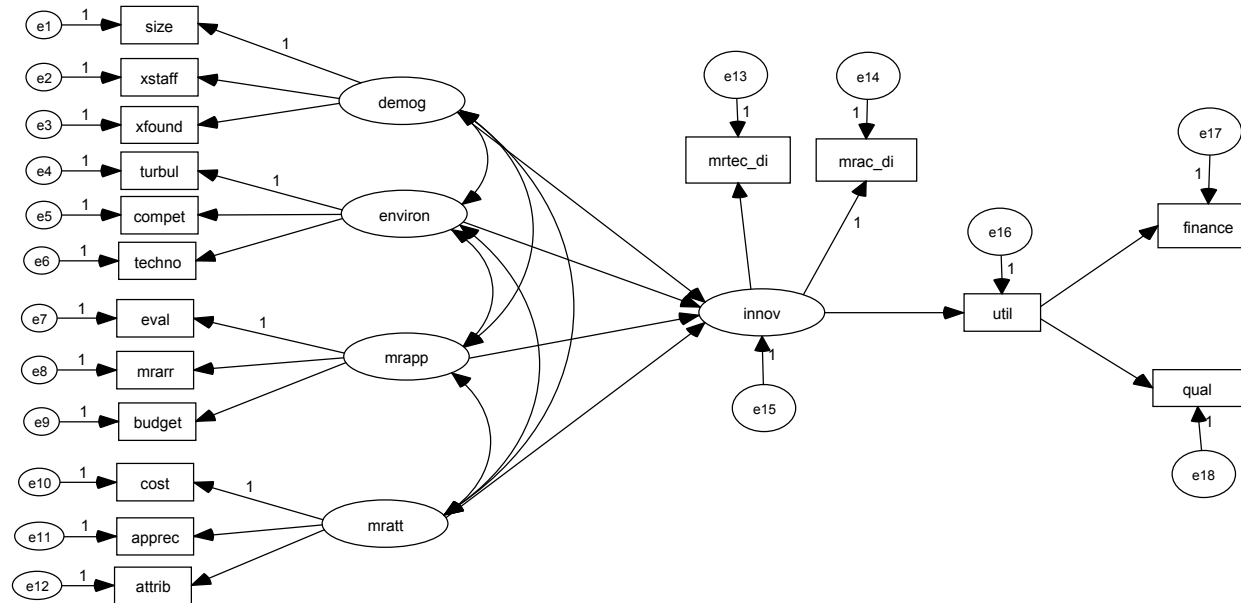 e1 1 size
1
e2 1 xstaff
demog
e3 1 xfound
e4 1 turbul
1
e5 1 compet
environ
e6 1 techno
e7 1 eval
1
mrapp
e8 1 mrarr
e9 1 budget
e10 1 cost
1
e11 1 apprec
mratt
e12 1 attrib
e13
1
mrtec_di
e14
1
mrac_di
1
innov
1
e15
e16
1
util
e17
1
finance
qual
1
e18